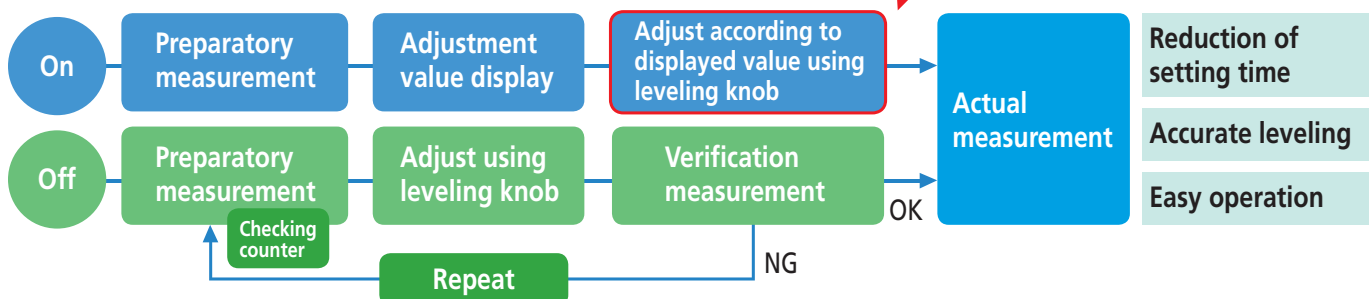 On
Preparatory
measurement
Adjustment
value display
Adjust according to
displayed value using
leveling knob
Actual
measurement
Reduction of
setting time
Accurate leveling
Easy operation
Off
Preparatory
measurement
Checking
counter
Adjust using
leveling knob
Verification
measurement
OK
NG
Repeat